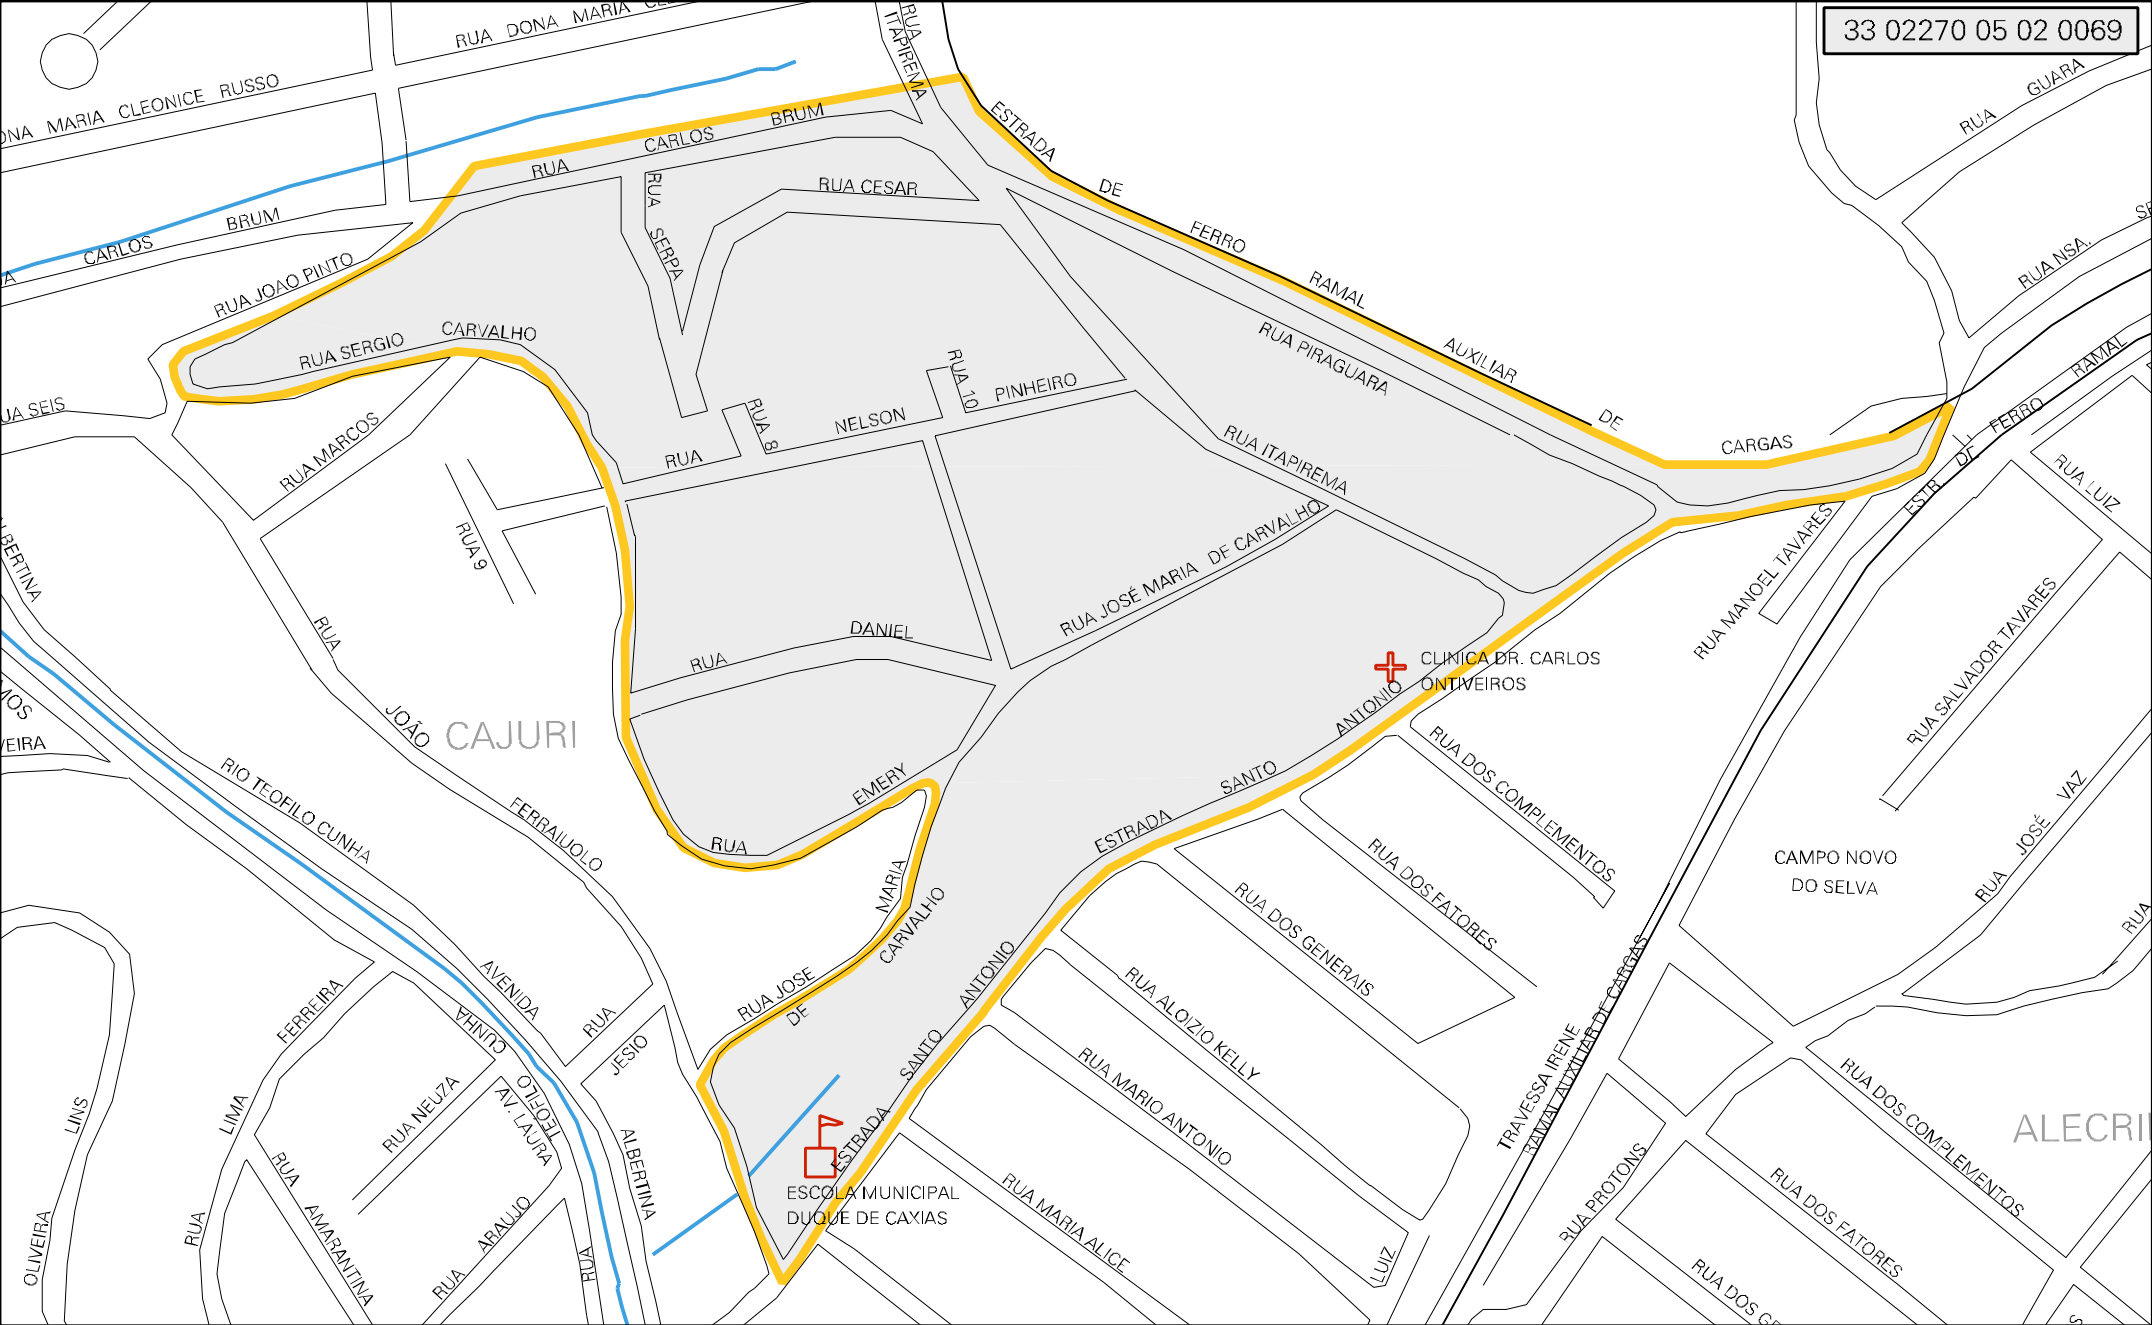 33 02270 05 02 0069
RUA DONA MARIA
RUA ITAPIREMA
MARIA CLEONICE RUSSO
RUA GUARA
ESTRADA DE FERRO RAMAL AUXILIAR DE CARGAS
RUA CARLOS BRUM
CARLOS BRUM
RUA CESAR
RUA SERPA
RUA JOAO PINTO
RUA NSA.
RUA SERGIO CARVALHO
RUA PIRAGUARA
RUA 10
RUA 8
RUA NELSON PINHEIRO
RAMAL
FERRO
DE
ESTR.
RUA SEIS
RUA MARCOS
RUA ITAPIREMA
RUA LUIZ
RUA 9
RUA MANOEL TAVARES
ALBERTINA
RUA JOSÉ MARIA DE CARVALHO
RUA DANIEL
RUA SALVADOR TAVARES
CLINICA DR. CARLOS
ONTIVEIROS
MOS
VEIRA
CAJURI
RUA JOÃO FERRAIUOLO
RIO TEOFILO CUNHA
RUA EMERY
ESTRADA SANTO ANTONIO
RUA DOS COMPLEMENTOS
RUA DOS FATORES
RUA DOS GENERAIS
RUA JOSÉ VAZ
CAMPO NOVO
DO SELVA
RUA
RUA JOSE MARIA
DE CARVALHO
ESTRADA SANTO ANTONIO
RUA ALOIZIO KELLY
RUA MARIO ANTONIO
RUA MARIA ALICE
LUIZ
TRAVESSA IRENE
RAMAL AUXILIAR DE CARGAS
AVENIDA
RUA JESIO
CUNHA
TEOFILO
AV. LAURA
ALBERTINA
RUA LIMA FERREIRA
RUA NEUZA
RUA AMARANTINA
RUA ARAUJO
RUA
OLIVEIRA LINS
ESCOLA MUNICIPAL
DUQUE DE CAXIAS
RUA PROTONS
RUA DOS COMPLEMENTOS
RUA DOS FATORES
RUA DOS
ALECRI